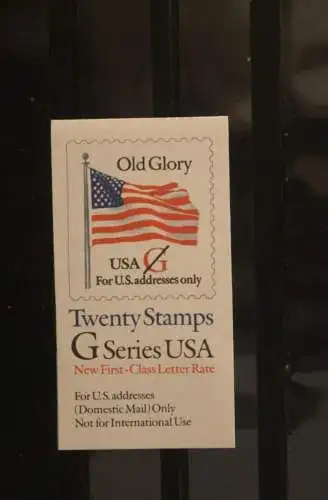 Old Glory
USA G
For U.S. addresses only
Twenty Stamps
G Series USA
New First-Class Letter Rate
For U.S. addresses
(Domestic Mail) Only
Not for International Use